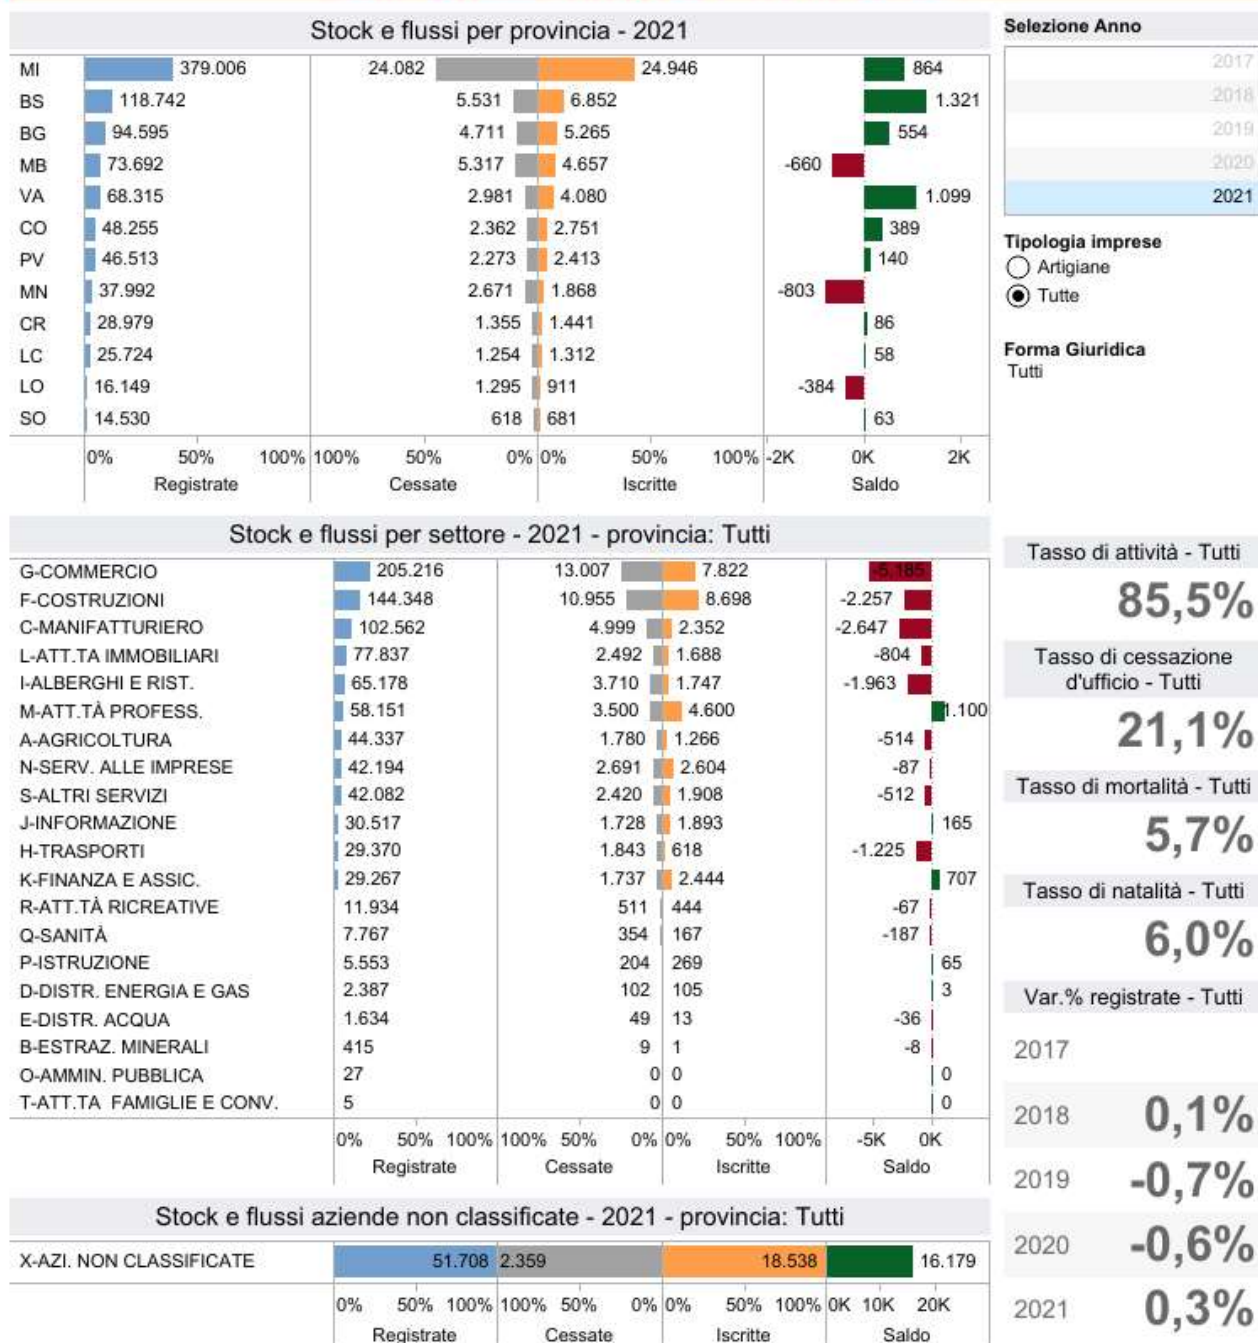 Stock e flussi per provincia - 2021
MI 379.006 24.082 24.946 864
BS 118.742 5.531 6.852 1.321
BG 94.595 4.711 5.265 554
MB 73.692 5.317 4.657 -660
VA 68.315 2.981 4.080 1.099
CO 48.255 2.362 2.751 389
PV 46.513 2.273 2.413 140
MN 37.992 2.671 1.868 -803
CR 28.979 1.355 1.441 86
LC 25.724 1.254 1.312 58
LO 16.149 1.295 911 -384
SO 14.530 618 681 63
0% 50% 100% 100% 50% 0% 0% 50% 100% -2K 0K 2K
Registrate Cessate Iscritte Saldo
Selezione Anno
2017
2018
2019
2020
2021
Tipologia imprese
Artigiane
Tutte
Forma Giuridica
Tutti
Stock e flussi per settore - 2021 - provincia: Tutti
G-COMMERCIO 205.216 13.007 7.822 -5.185
F-COSTRUZIONI 144.348 10.955 8.698 -2.257
C-MANIFATTURIERO 102.562 4.999 2.352 -2.647
L-ATT.TA IMMOBILIARI 77.837 2.492 1.688 -804
I-ALBERGHI E RIST. 65.178 3.710 1.747 -1.963
M-ATT.TÀ PROFESS. 58.151 3.500 4.600 1.100
A-AGRICOLTURA 44.337 1.780 1.266 -514
N-SERV. ALLE IMPRESE 42.194 2.691 2.604 -87
S-ALTRI SERVIZI 42.082 2.420 1.908 -512
J-INFORMAZIONE 30.517 1.728 1.893 165
H-TRASPORTI 29.370 1.843 618 -1.225
K-FINANZA E ASSIC. 29.267 1.737 2.444 707
R-ATT.TÀ RICREATIVE 11.934 511 444 -67
Q-SANITÀ 7.767 354 167 -187
P-ISTRUZIONE 5.553 204 269 65
D-DISTR. ENERGIA E GAS 2.387 102 105 3
E-DISTR. ACQUA 1.634 49 13 -36
B-ESTRAZ. MINERALI 415 9 1 -8
O-AMMIN. PUBBLICA 27 0 0 0
T-ATT.TA FAMIGLIE E CONV. 5 0 0 0
0% 50% 100% 100% 50% 0% 0% 50% 100% -5K 0K
Registrate Cessate Iscritte Saldo
Tasso di attività - Tutti
85,5%
Tasso di cessazione
d'ufficio - Tutti
21,1%
Tasso di mortalità - Tutti
5,7%
Tasso di natalità - Tutti
6,0%
Var.% registrate - Tutti
2017
2018 0,1%
2019 -0,7%
2020 -0,6%
2021 0,3%
Stock e flussi aziende non classificate - 2021 - provincia: Tutti
X-AZI. NON CLASSIFICATE 51.708 2.359 18.538 16.179
0% 50% 100% 100% 50% 0% 0% 50% 100% 0K 10K 20K
Registrate Cessate Iscritte Saldo